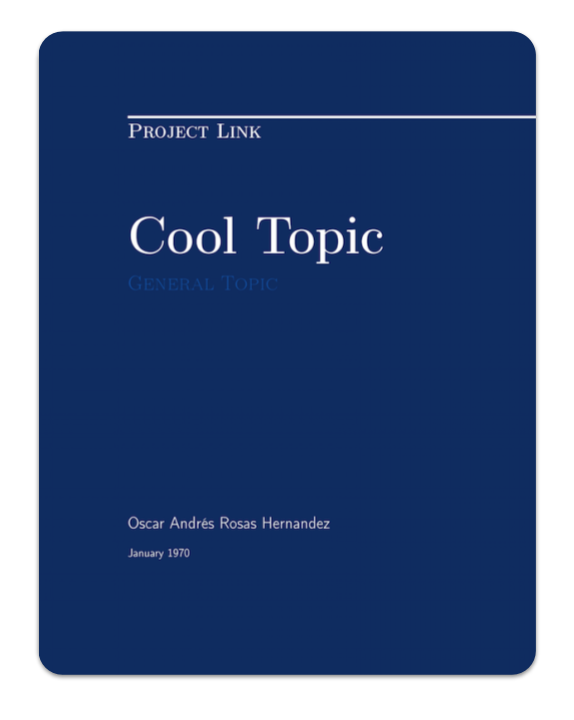 Project Link
Cool Topic
General Topic
Oscar Andrés Rosas Hernandez
January 1970